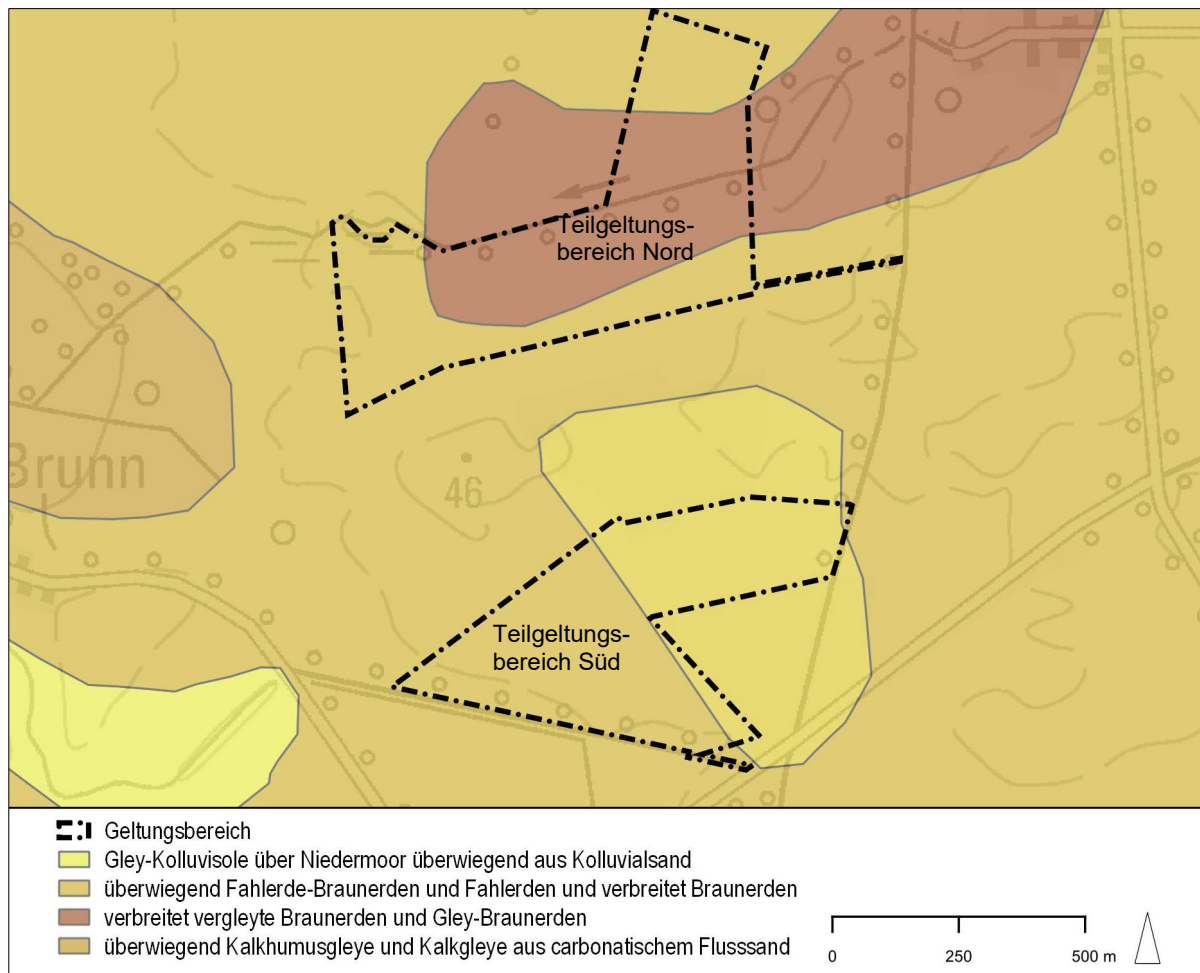 Teilgeltungs-
bereich Nord
Brunn
46
Teilgeltungs-
bereich Süd
Geltungsbereich
Gley-Kolluvisole über Niedermoor überwiegend aus Kolluvialsand
überwiegend Fahlerde-Braunerden und Fahlerden und verbreitet Braunerden
verbreitet vergleyte Braunerden und Gley-Braunerden
überwiegend Kalkhumusgleye und Kalkgleye aus carbonatischem Flusssand
0 250 500 m